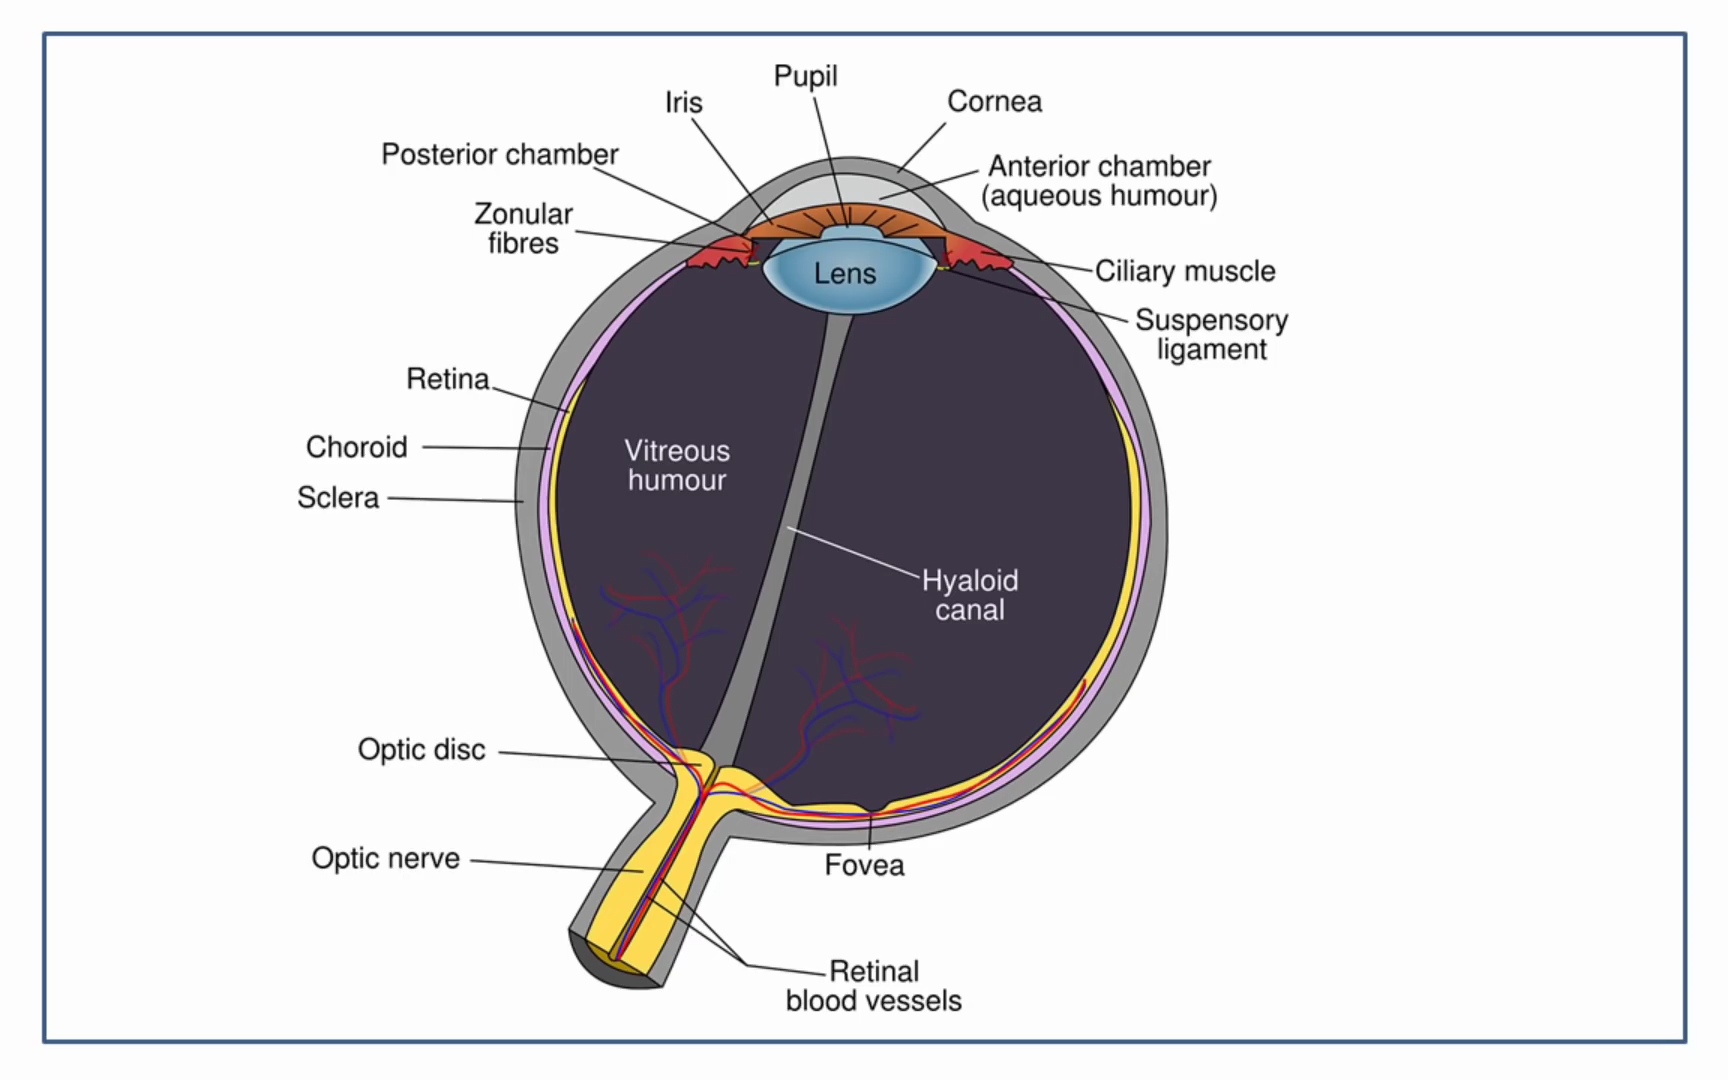 Pupil
Iris
Cornea
Posterior chamber
Anterior chamber
(aqueous humour)
Zonular
fibres
Lens
Ciliary muscle
Suspensory
ligament
Retina
Choroid
Vitreous
humour
Sclera
Hyaloid
canal
Optic disc
Optic nerve
Fovea
Retinal
blood vessels